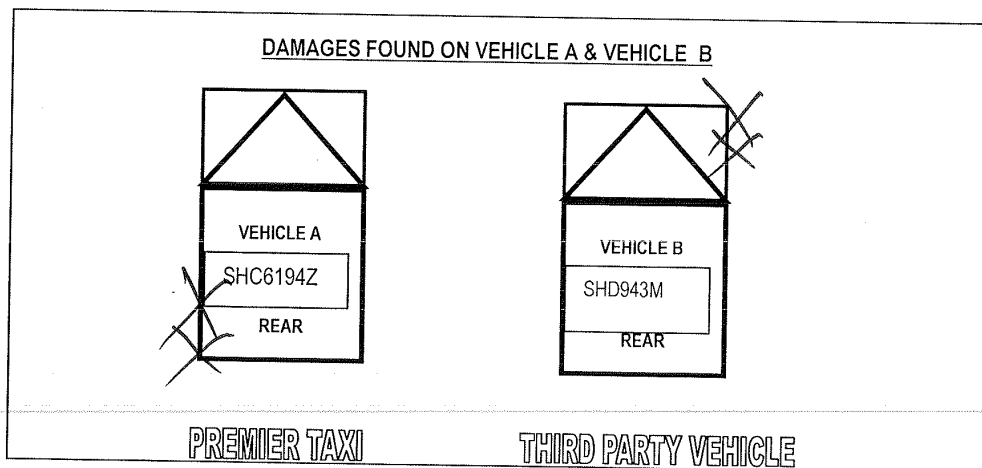 DAMAGES FOUND ON VEHICLE A & VEHICLE B
VEHICLE A
SHC6194Z
REAR
VEHICLE B
SHD943M
REAR
PREMIER TAXI
THIRD PARTY VEHICLE